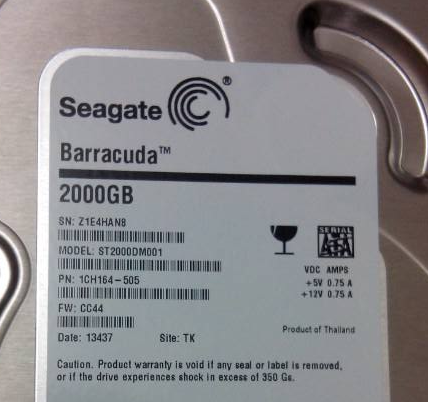 Seagate ®
Barracuda™
2000GB
SN: Z1E4HAN8
MODEL: ST2000DM001
PN: 1CH164-505
FW: CC44
Date: 13437 Site: TK
SERIAL
ATA
VDC AMPS
+5V 0.75 A
+12V 0.75 A
Product of Thailand
Caution. Product warranty is void if any seal or label is removed,
or if the drive experiences shock in excess of 350 Gs.